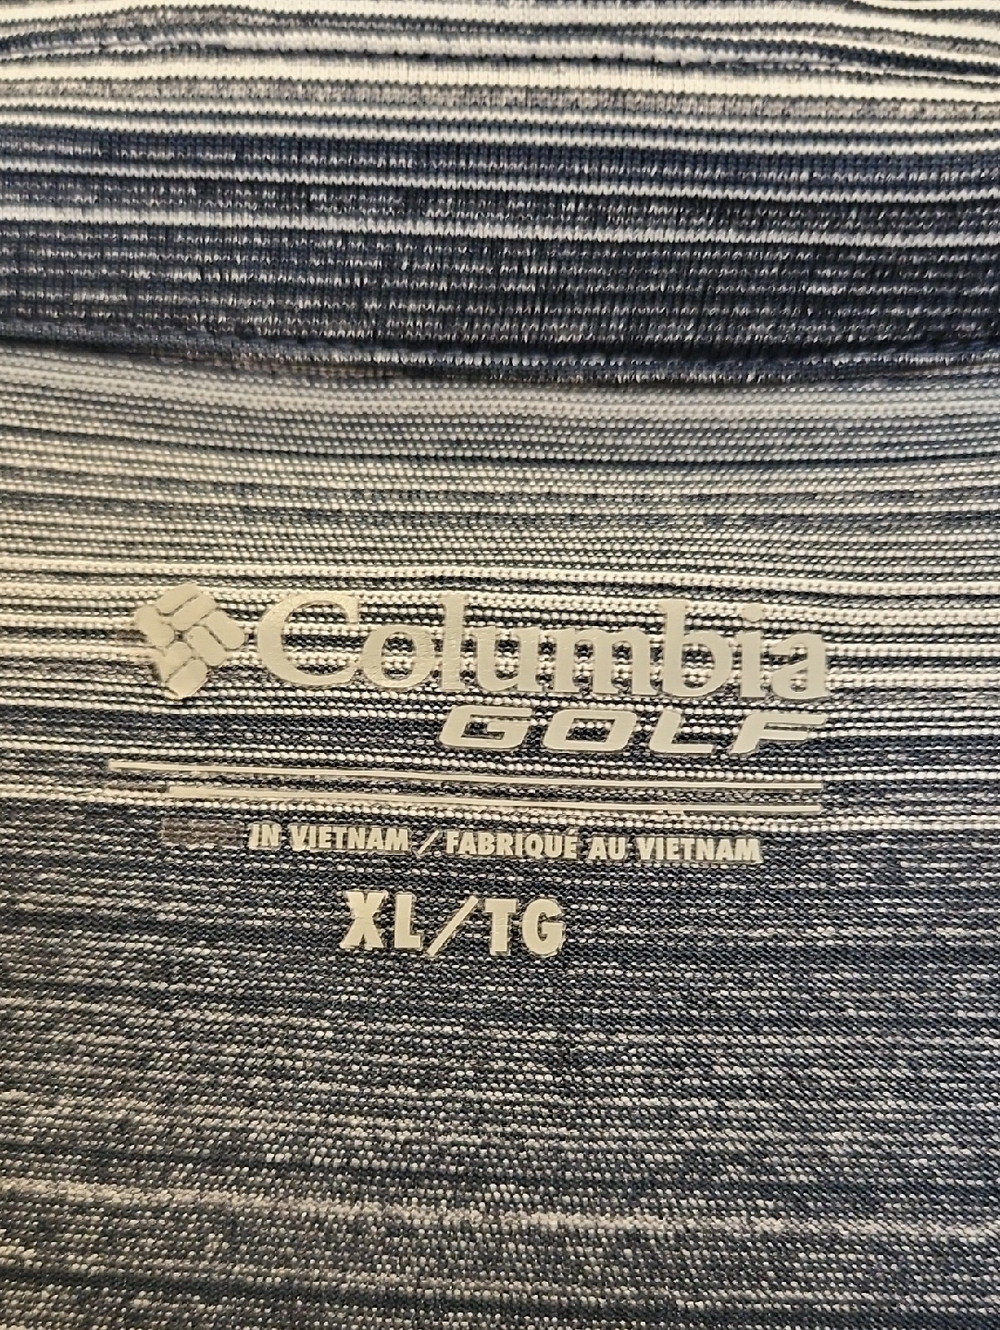 Columbia
GOLF
IN VIETNAM / FABRIQUÉ AU VIETNAM
XL/TG